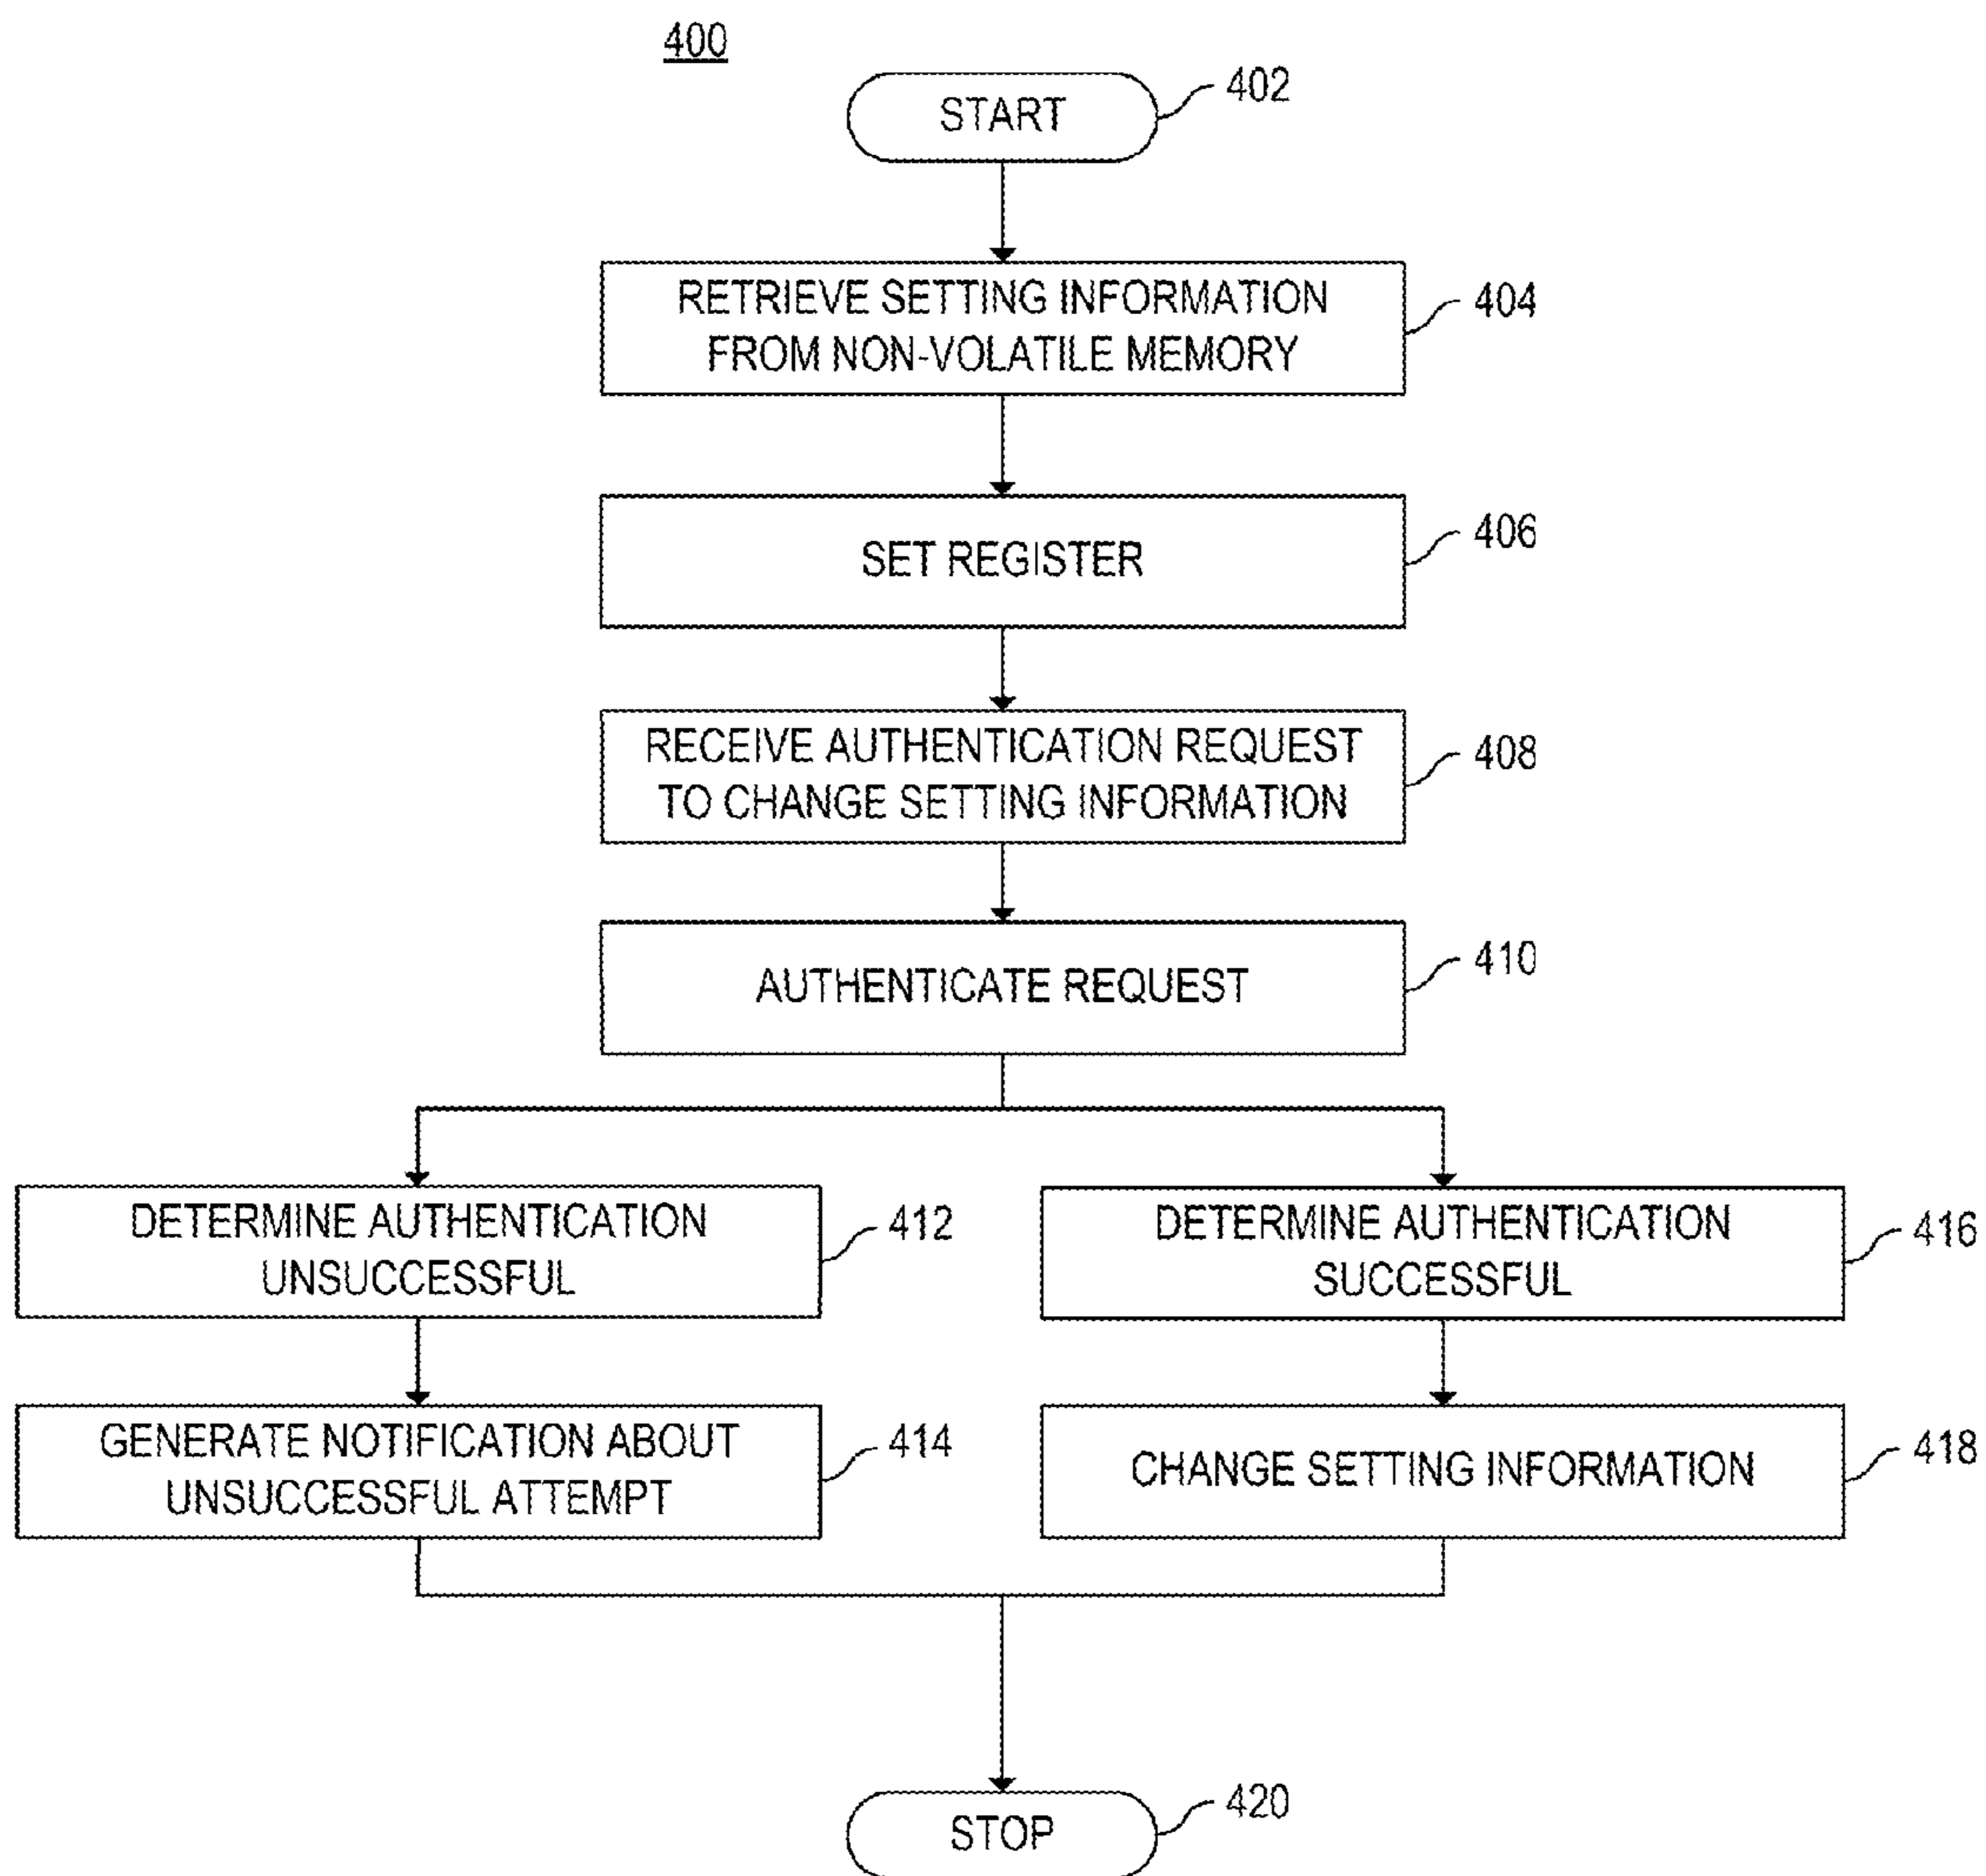 400
START
402
RETRIEVE SETTING INFORMATION
FROM NON-VOLATILE MEMORY
404
SET REGISTER
406
RECEIVE AUTHENTICATION REQUEST
TO CHANGE SETTING INFORMATION
408
AUTHENTICATE REQUEST
410
DETERMINE AUTHENTICATION
UNSUCCESSFUL
412
DETERMINE AUTHENTICATION
SUCCESSFUL
416
GENERATE NOTIFICATION ABOUT
UNSUCCESSFUL ATTEMPT
414
CHANGE SETTING INFORMATION
418
STOP
420